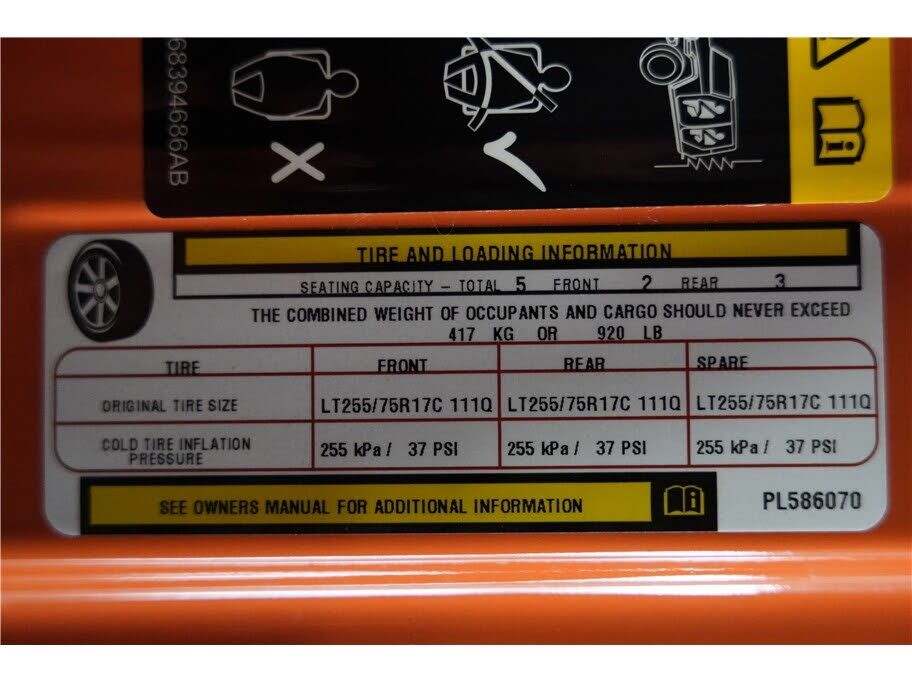 68394686AB
TIRE AND LOADING INFORMATION
SEATING CAPACITY – TOTAL 5 FRONT 2 REAR 3
THE COMBINED WEIGHT OF OCCUPANTS AND CARGO SHOULD NEVER EXCEED
417 KG OR 920 LB
TIRE FRONT REAR SPARE
ORIGINAL TIRE SIZE LT255/75R17C 111Q LT255/75R17C 111Q LT255/75R17C 111Q
COLD TIRE INFLATION
PRESSURE 255 kPa / 37 PSI 255 kPa / 37 PSI 255 kPa / 37 PSI
SEE OWNERS MANUAL FOR ADDITIONAL INFORMATION
PL586070